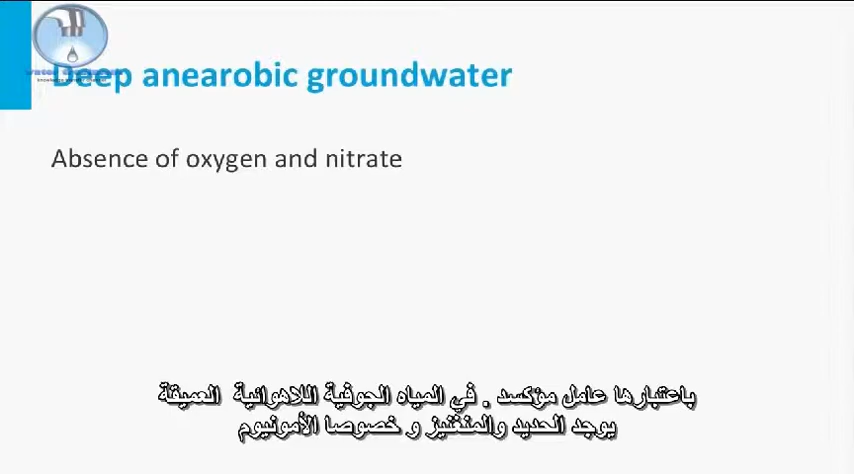 Deep anearobic groundwater
Absence of oxygen and nitrate
باعتبارها عامل مؤكسد . في المياه الجوفية اللاهوائية العميقة
يوجد الحديد والمنغنيز و خصوصا الأمونيوم